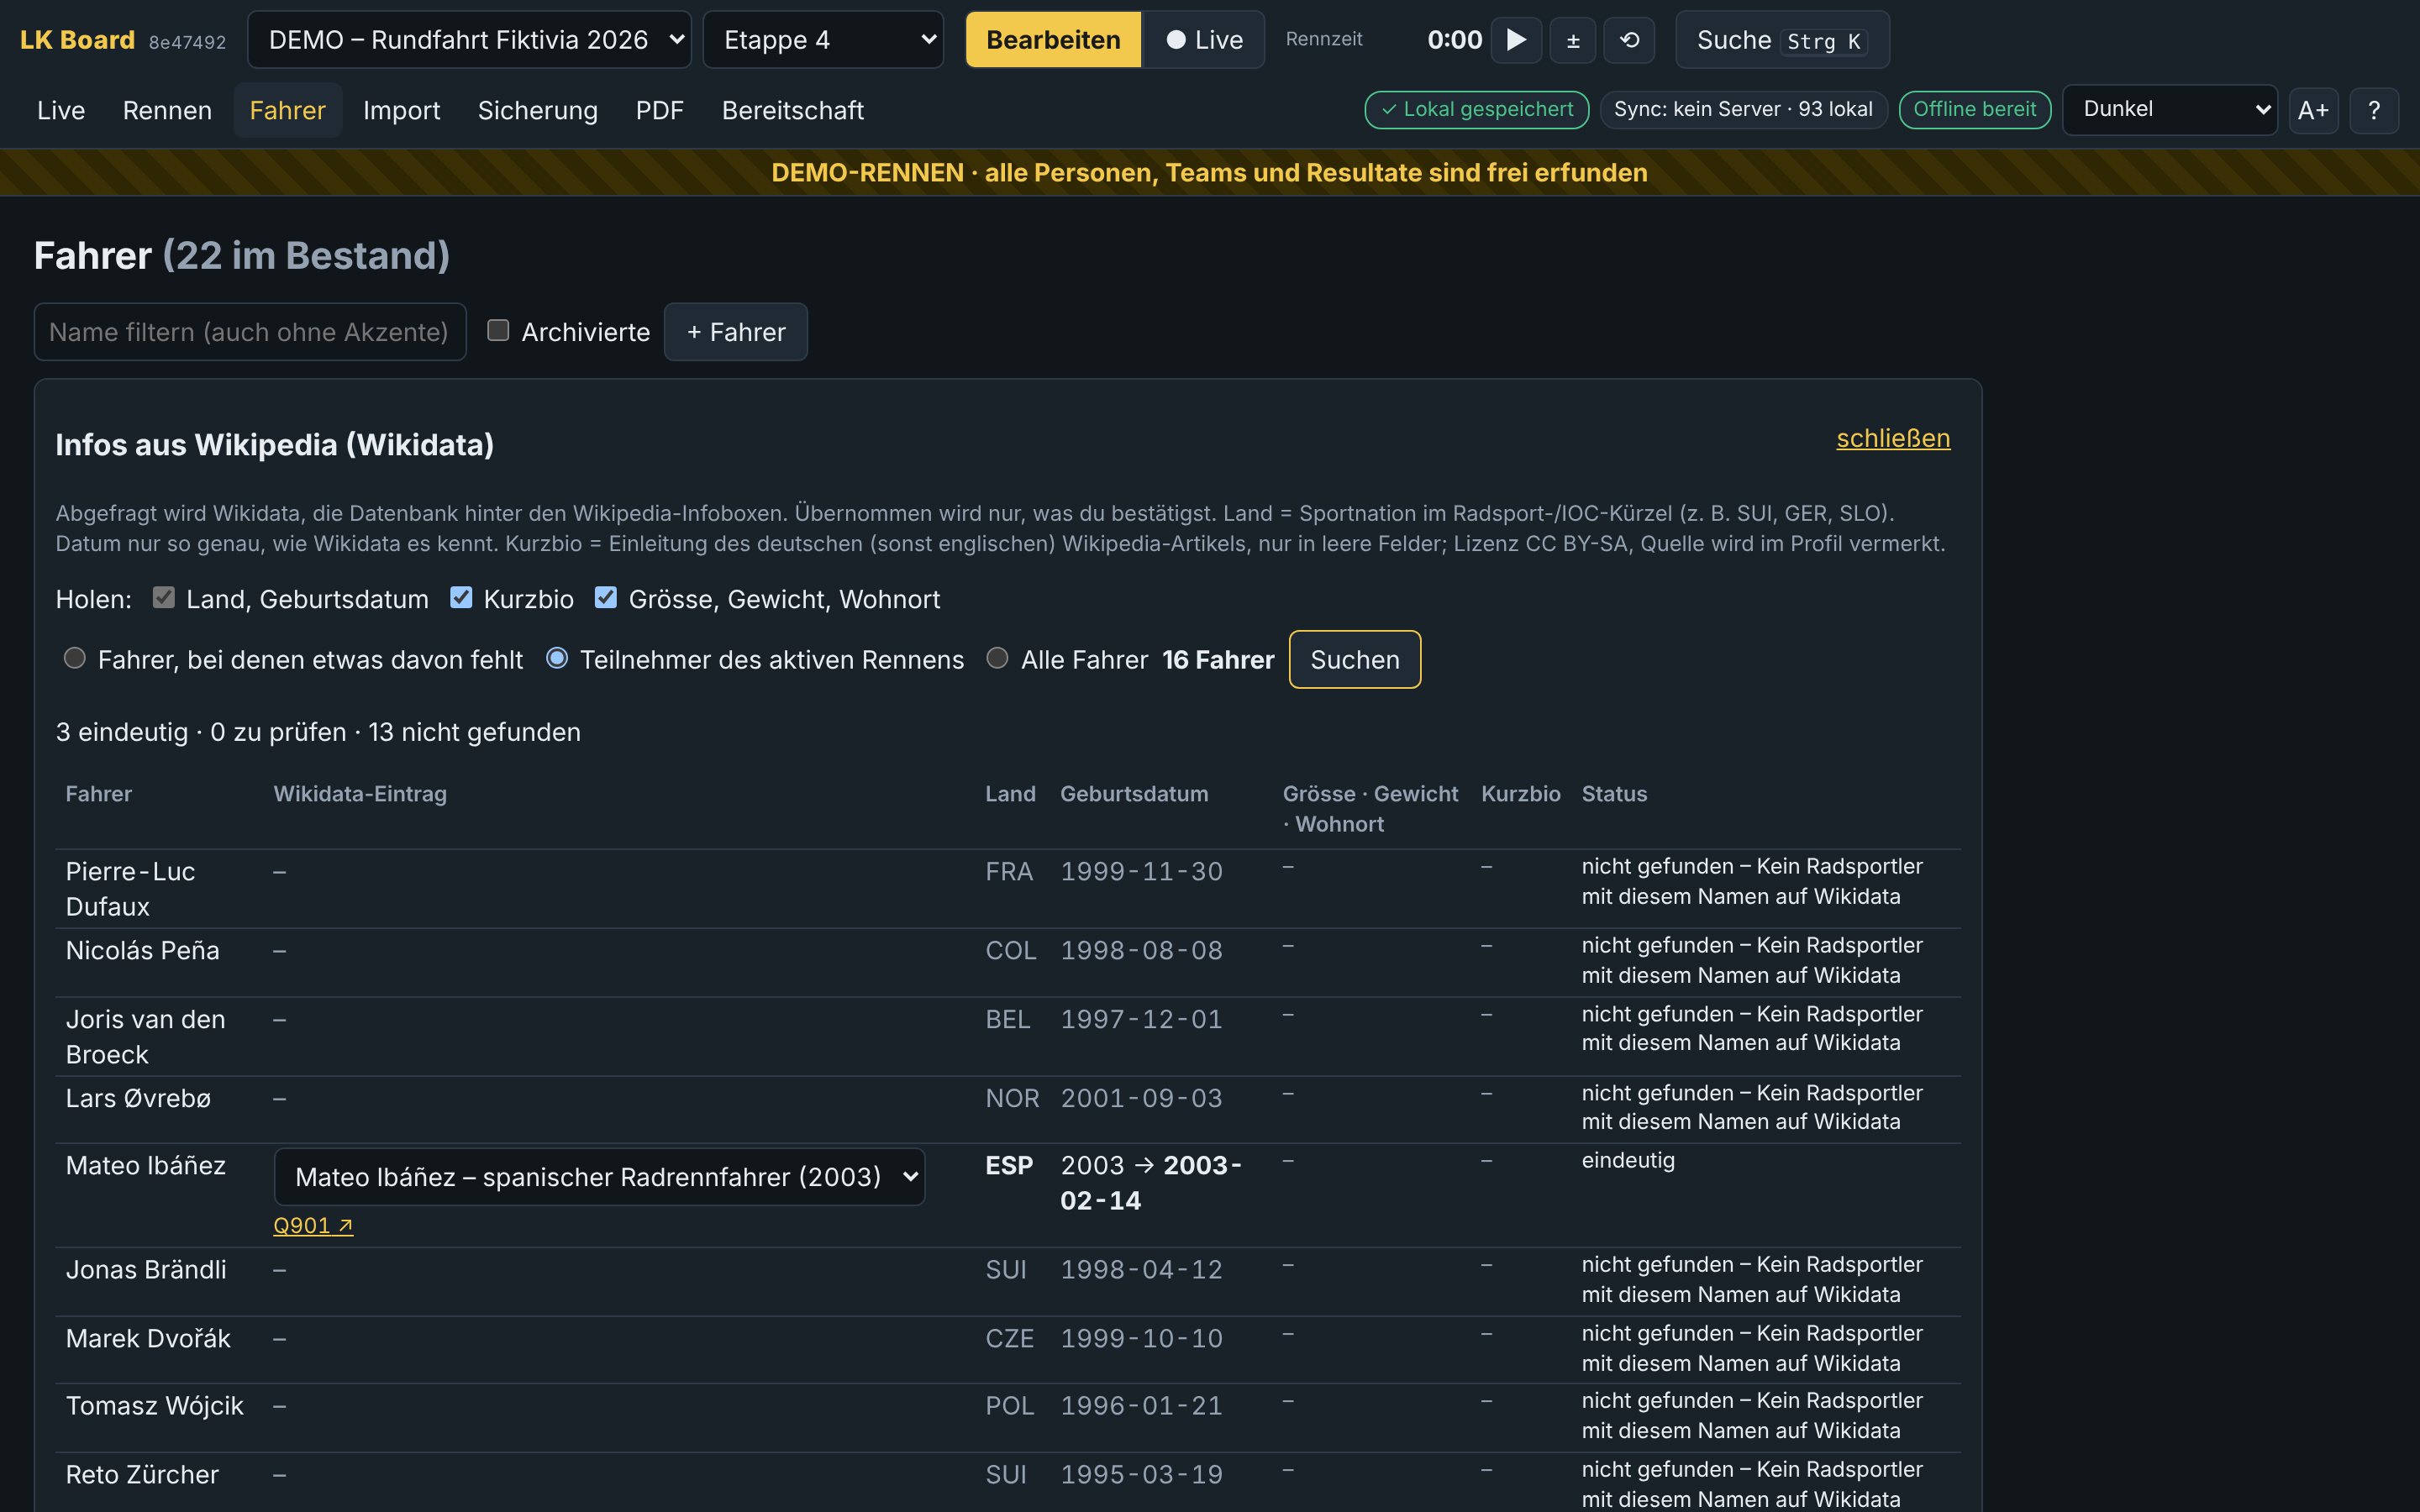 LK Board 8e47492 DEMO – Rundfahrt Fiktivia 2026 Etappe 4 Bearbeiten Live Rennzeit 0:00 ± Suche Strg K
Live Rennen Fahrer Import Sicherung PDF Bereitschaft ✓ Lokal gespeichert Sync: kein Server · 93 lokal Offline bereit Dunkel A+ ?
DEMO-RENNEN · alle Personen, Teams und Resultate sind frei erfunden
Fahrer (22 im Bestand)
Name filtern (auch ohne Akzente) Archivierte + Fahrer
Infos aus Wikipedia (Wikidata) schließen
Abgefragt wird Wikidata, die Datenbank hinter den Wikipedia-Infoboxen. Übernommen wird nur, was du bestätigst. Land = Sportnation im Radsport-/IOC-Kürzel (z. B. SUI, GER, SLO).
Datum nur so genau, wie Wikidata es kennt. Kurzbio = Einleitung des deutschen (sonst englischen) Wikipedia-Artikels, nur in leere Felder; Lizenz CC BY-SA, Quelle wird im Profil vermerkt.
Holen: Land, Geburtsdatum Kurzbio Grösse, Gewicht, Wohnort
Fahrer, bei denen etwas davon fehlt Teilnehmer des aktiven Rennens Alle Fahrer 16 Fahrer Suchen
3 eindeutig · 0 zu prüfen · 13 nicht gefunden
Fahrer Wikidata-Eintrag Land Geburtsdatum Grösse · Gewicht Kurzbio Status
· Wohnort
Pierre-Luc – FRA 1999-11-30 – – nicht gefunden – Kein Radsportler
Dufaux mit diesem Namen auf Wikidata
Nicolás Peña – COL 1998-08-08 – – nicht gefunden – Kein Radsportler
mit diesem Namen auf Wikidata
Joris van den – BEL 1997-12-01 – – nicht gefunden – Kein Radsportler
Broeck mit diesem Namen auf Wikidata
Lars Øvrebø – NOR 2001-09-03 – – nicht gefunden – Kein Radsportler
mit diesem Namen auf Wikidata
Mateo Ibáñez Mateo Ibáñez – spanischer Radrennfahrer (2003) ESP 2003 → 2003- – – eindeutig
02-14
Q901 ↗
Jonas Brändli – SUI 1998-04-12 – – nicht gefunden – Kein Radsportler
mit diesem Namen auf Wikidata
Marek Dvořák – CZE 1999-10-10 – – nicht gefunden – Kein Radsportler
mit diesem Namen auf Wikidata
Tomasz Wójcik – POL 1996-01-21 – – nicht gefunden – Kein Radsportler
mit diesem Namen auf Wikidata
Reto Zürcher – SUI 1995-03-19 – – nicht gefunden – Kein Radsportler
mit diesem Namen auf Wikidata